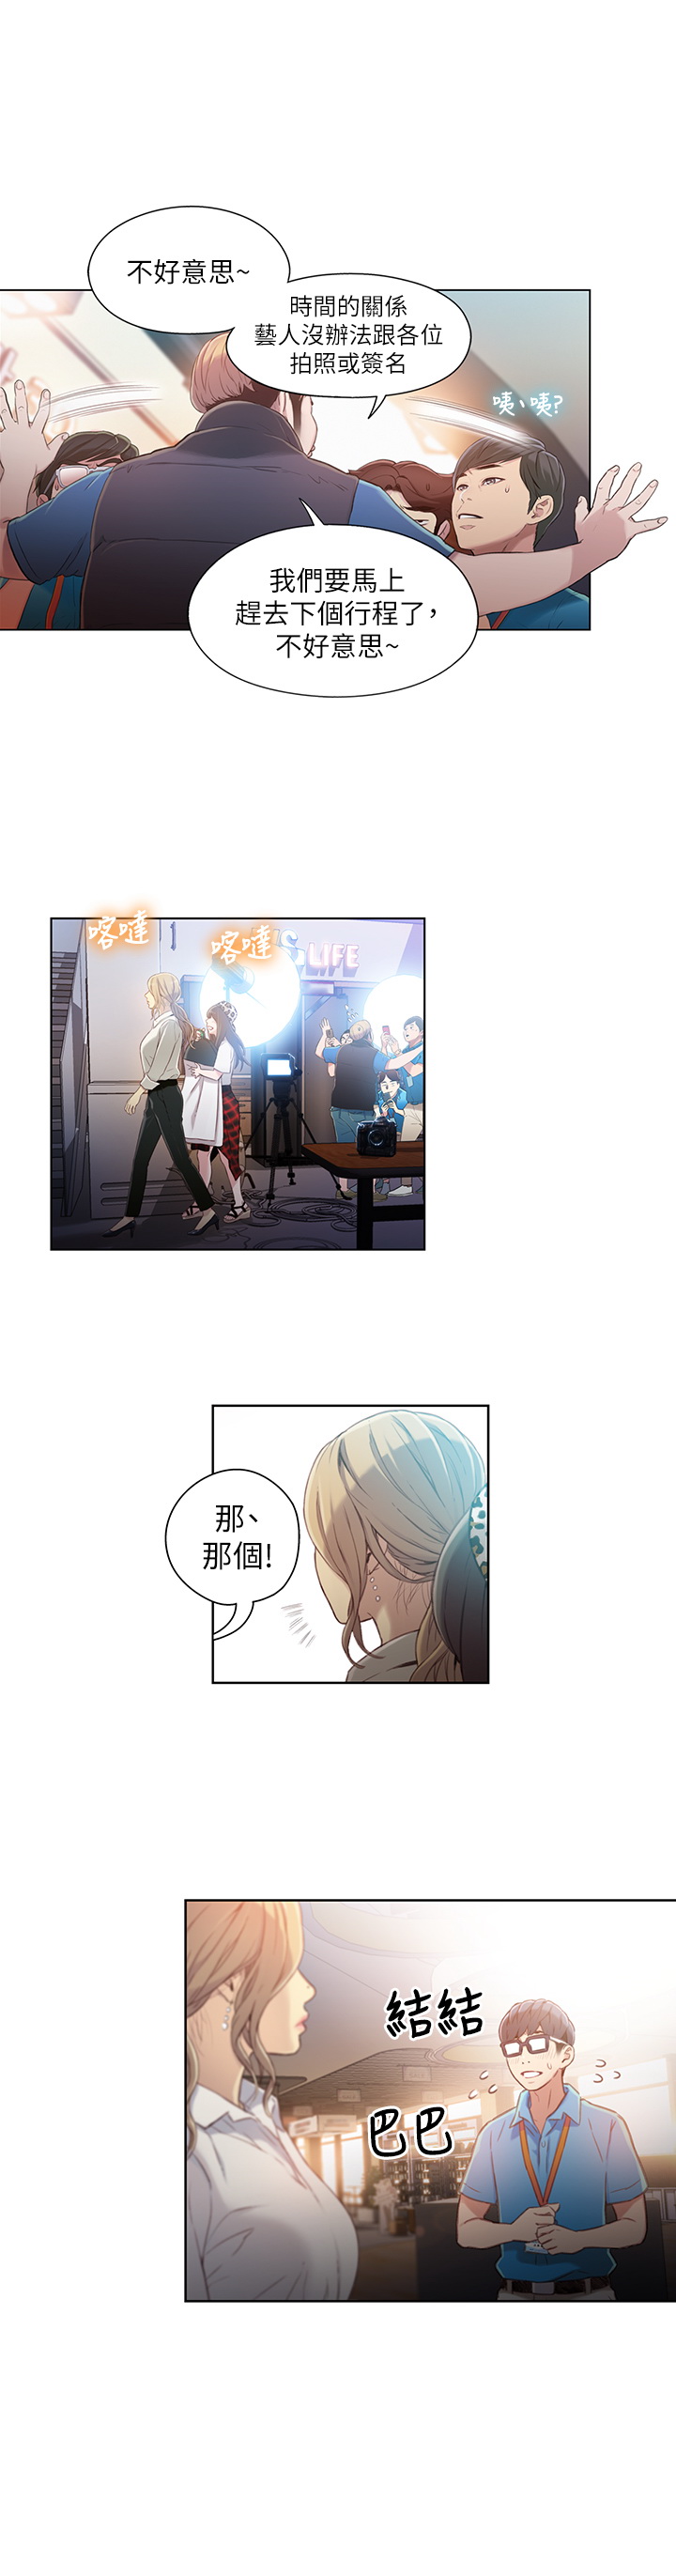 不好意思~
時間的關係
藝人沒辦法跟各位
拍照或簽名
咦、咦?
我們要馬上
趕去下個行程了，
不好意思~
喀噠
喀噠
'S
LIFE
那、
那個!
結結
巴巴